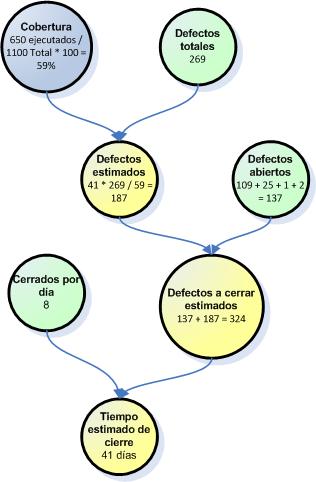 Cobertura
650 ejecutados /
1100 Total * 100 =
59%
Defectos
totales
269
Defectos
estimados
41 * 269 / 59 =
187
Defectos
abiertos
109 + 25 + 1 + 2
= 137
Cerrados por
día
8
Defectos a cerrar
estimados
137 + 187 = 324
Tiempo
estimado de
cierre
41 días